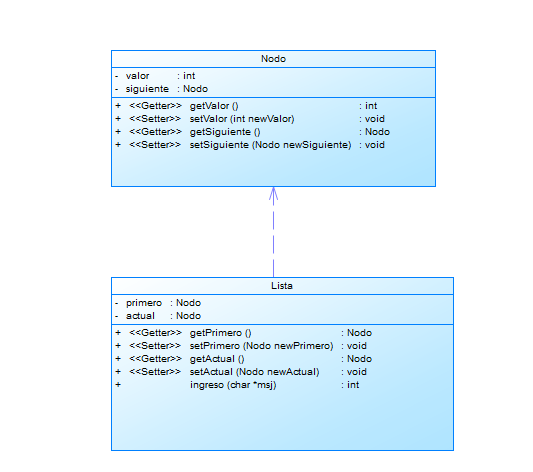 Nodo
- valor : int
- siguiente : Nodo
+ <<Getter>> getValor () : int
+ <<Setter>> setValor (int newValor) : void
+ <<Getter>> getSiguiente () : Nodo
+ <<Setter>> setSiguiente (Nodo newSiguiente) : void
Lista
- primero : Nodo
- actual : Nodo
+ <<Getter>> getPrimero () : Nodo
+ <<Setter>> setPrimero (Nodo newPrimero) : void
+ <<Getter>> getActual () : Nodo
+ <<Setter>> setActual (Nodo newActual) : void
+ ingreso (char *msj) : int